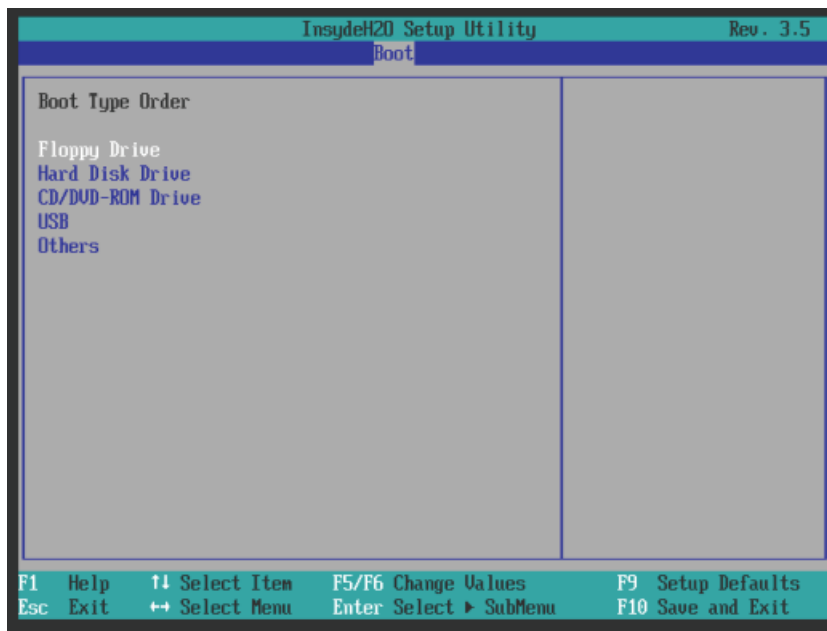 InsydeH2O Setup Utility Rev. 3.5
Boot
Boot Type Order
Floppy Drive
Hard Disk Drive
CD/DVD-ROM Drive
USB
Others
F1 Help ↑↓ Select Item F5/F6 Change Values F9 Setup Defaults
Esc Exit ↔ Select Menu Enter Select ▶ SubMenu F10 Save and Exit